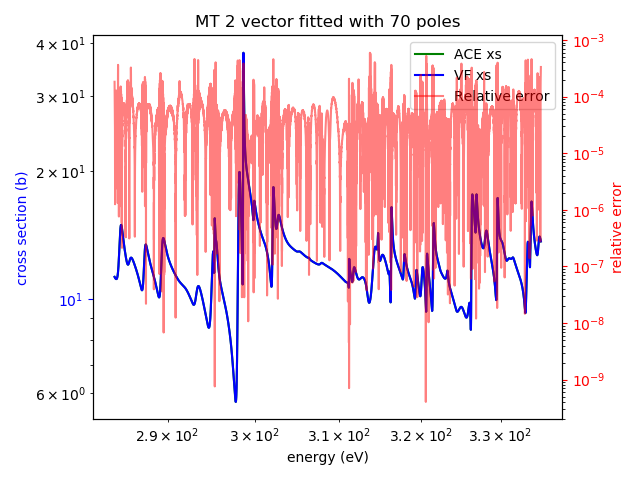 MT 2 vector fitted with 70 poles
ACE xs
VF xs
Relative error
cross section (b)
4 × 10¹
3 × 10¹
2 × 10¹
10¹
6 × 10⁰
10⁻³
10⁻⁴
10⁻⁵
10⁻⁶
10⁻⁷
10⁻⁸
10⁻⁹
relative error
2.9 × 10² 3 × 10² 3.1 × 10² 3.2 × 10² 3.3 × 10²
energy (eV)